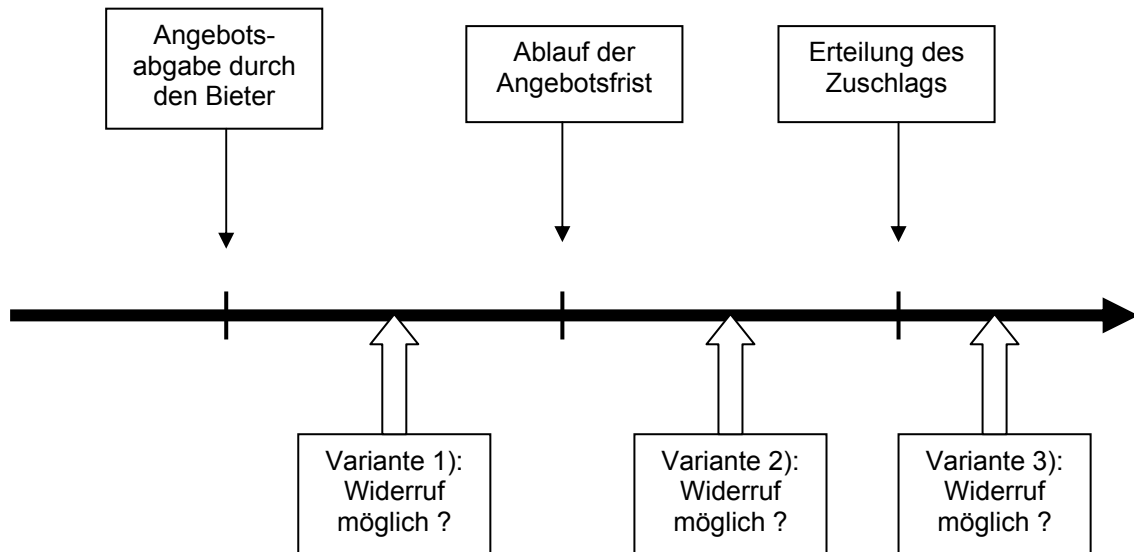 Angebots-
abgabe durch
den Bieter
Ablauf der
Angebotsfrist
Erteilung des
Zuschlags
Variante 1):
Widerruf
möglich ?
Variante 2):
Widerruf
möglich ?
Variante 3):
Widerruf
möglich ?